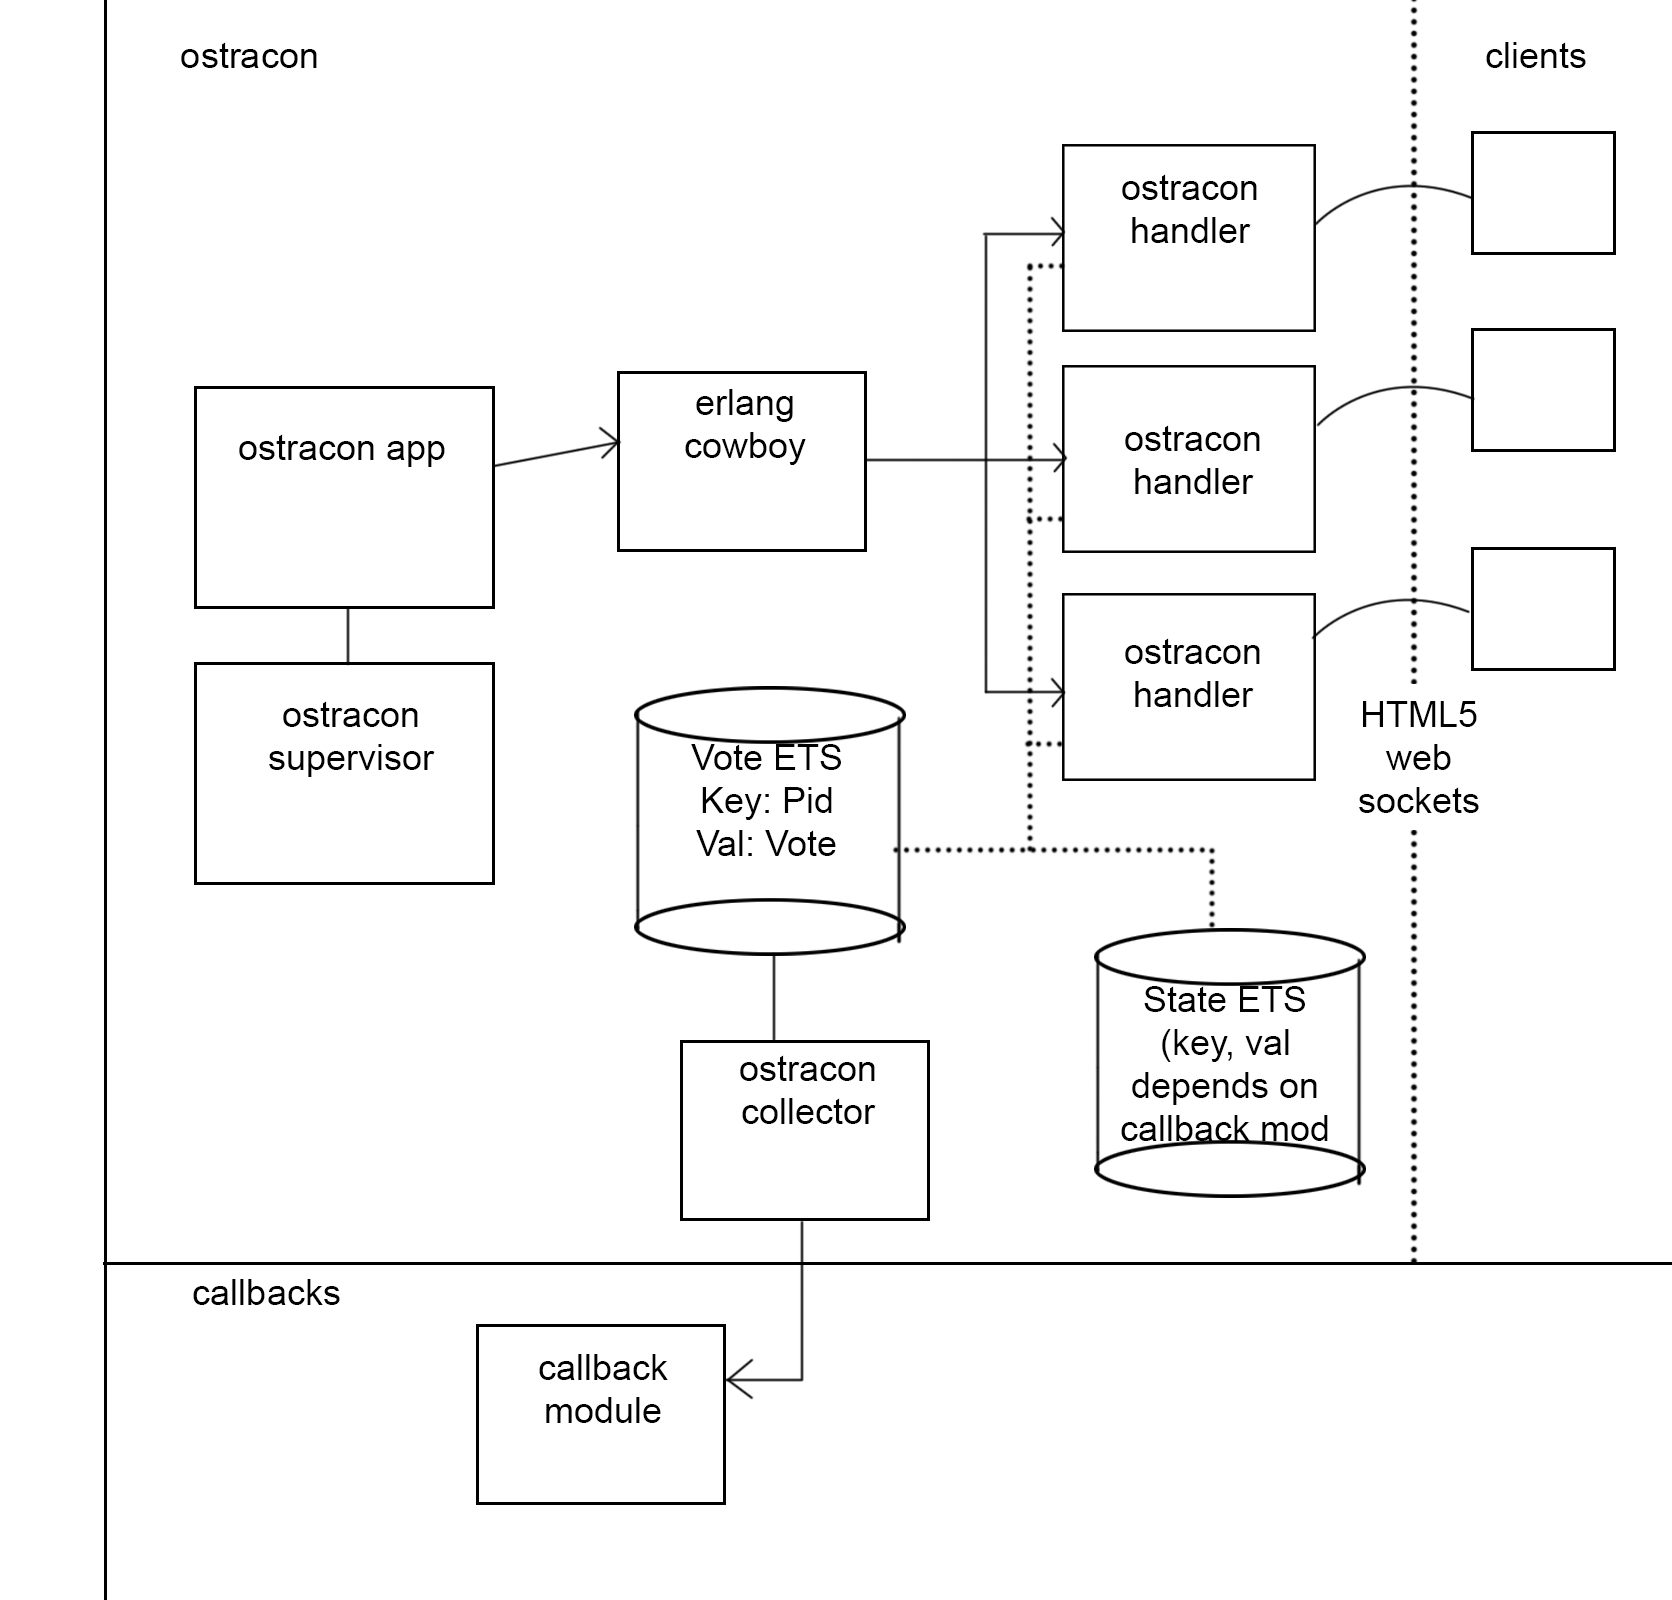 ostracon
clients
ostracon
handler
ostracon app
erlang
cowboy
ostracon
handler
ostracon
handler
ostracon
supervisor
HTML5
web
sockets
Vote ETS
Key: Pid
Val: Vote
State ETS
(key, val
depends on
callback mod
ostracon
collector
callbacks
callback
module